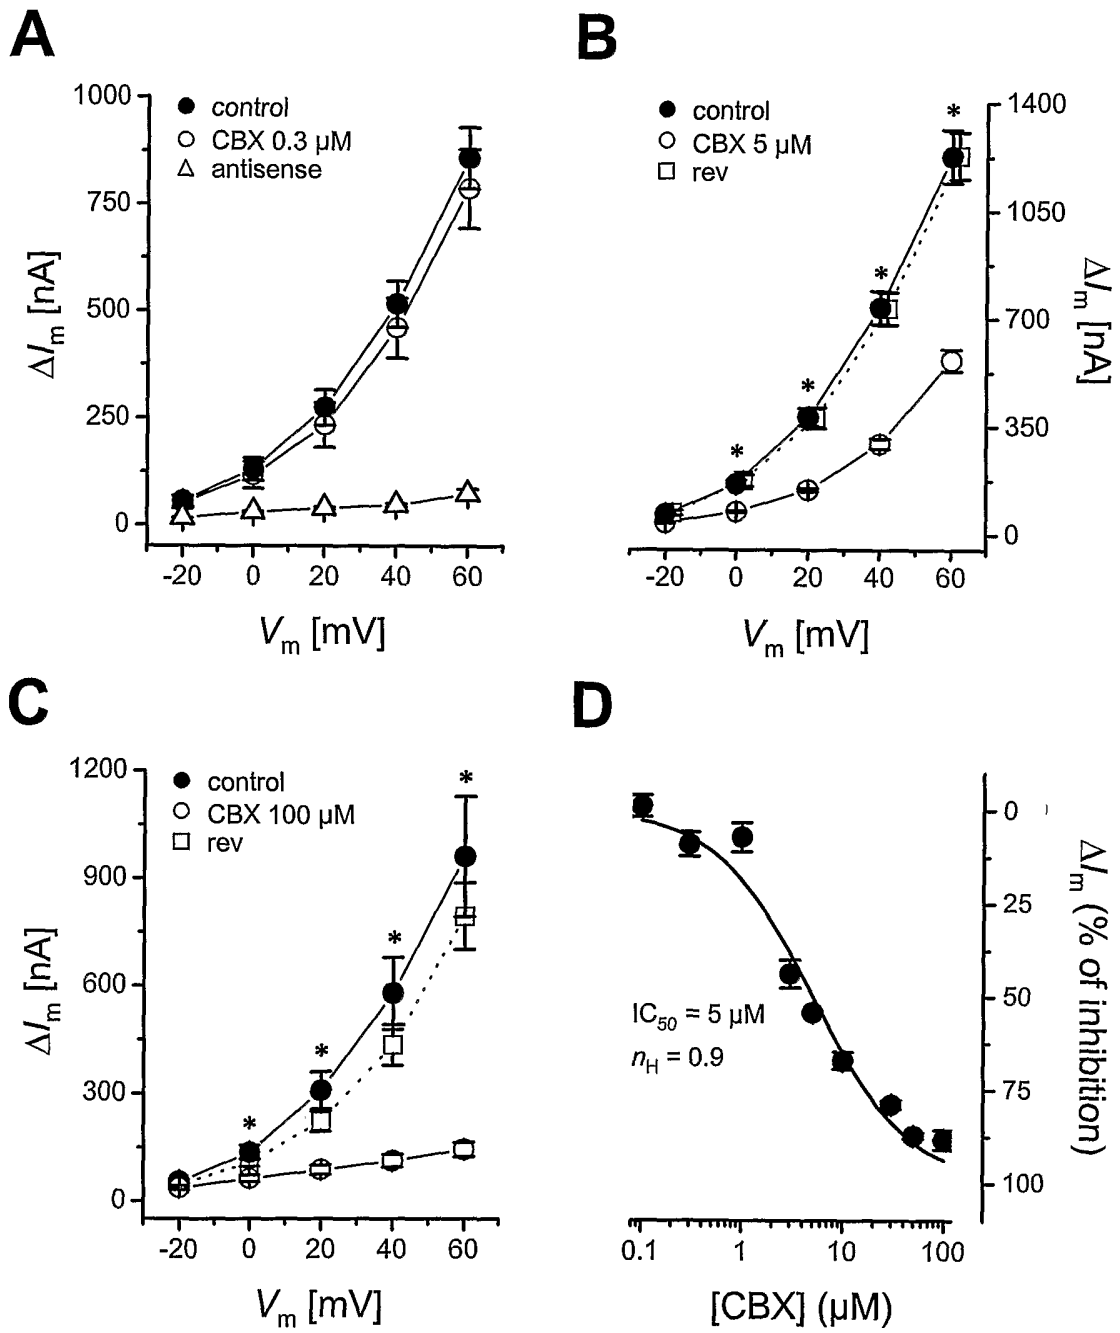 A
control
CBX 0.3 µM
antisense
1000
750
500
250
0
ΔIm [nA]
-20 0 20 40 60
Vm [mV]
B
control
CBX 5 µM
rev
*
*
*
*
1400
1050
700
350
0
ΔIm [nA]
-20 0 20 40 60
Vm [mV]
C
control
CBX 100 µM
rev
*
*
*
*
1200
900
600
300
0
ΔIm [nA]
-20 0 20 40 60
Vm [mV]
D
IC50 = 5 µM
nH = 0.9
0
25
50
75
100
ΔIm (% of inhibition)
0.1 1 10 100
[CBX] (µM)